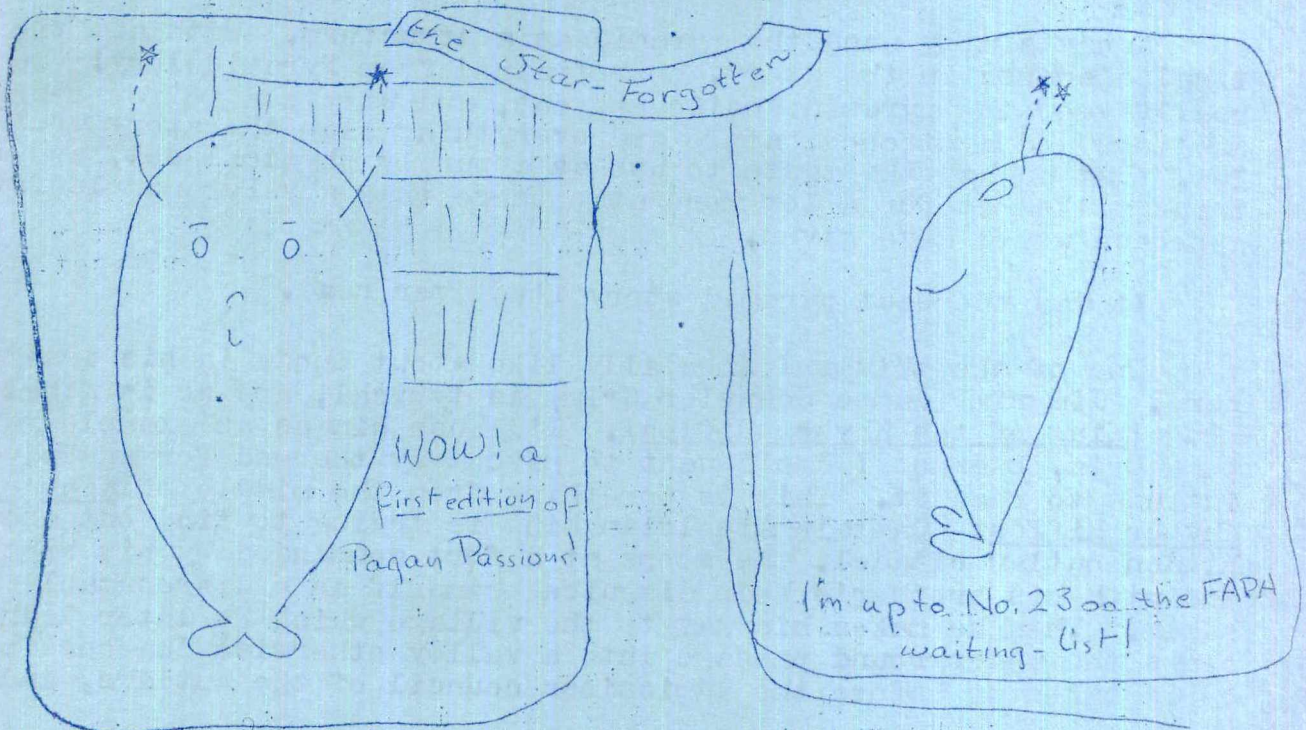 the Star-Forgotten
WOW! a
first edition of
Pagan Passions!
I'm up to No. 23 on the FAPA
waiting-list!